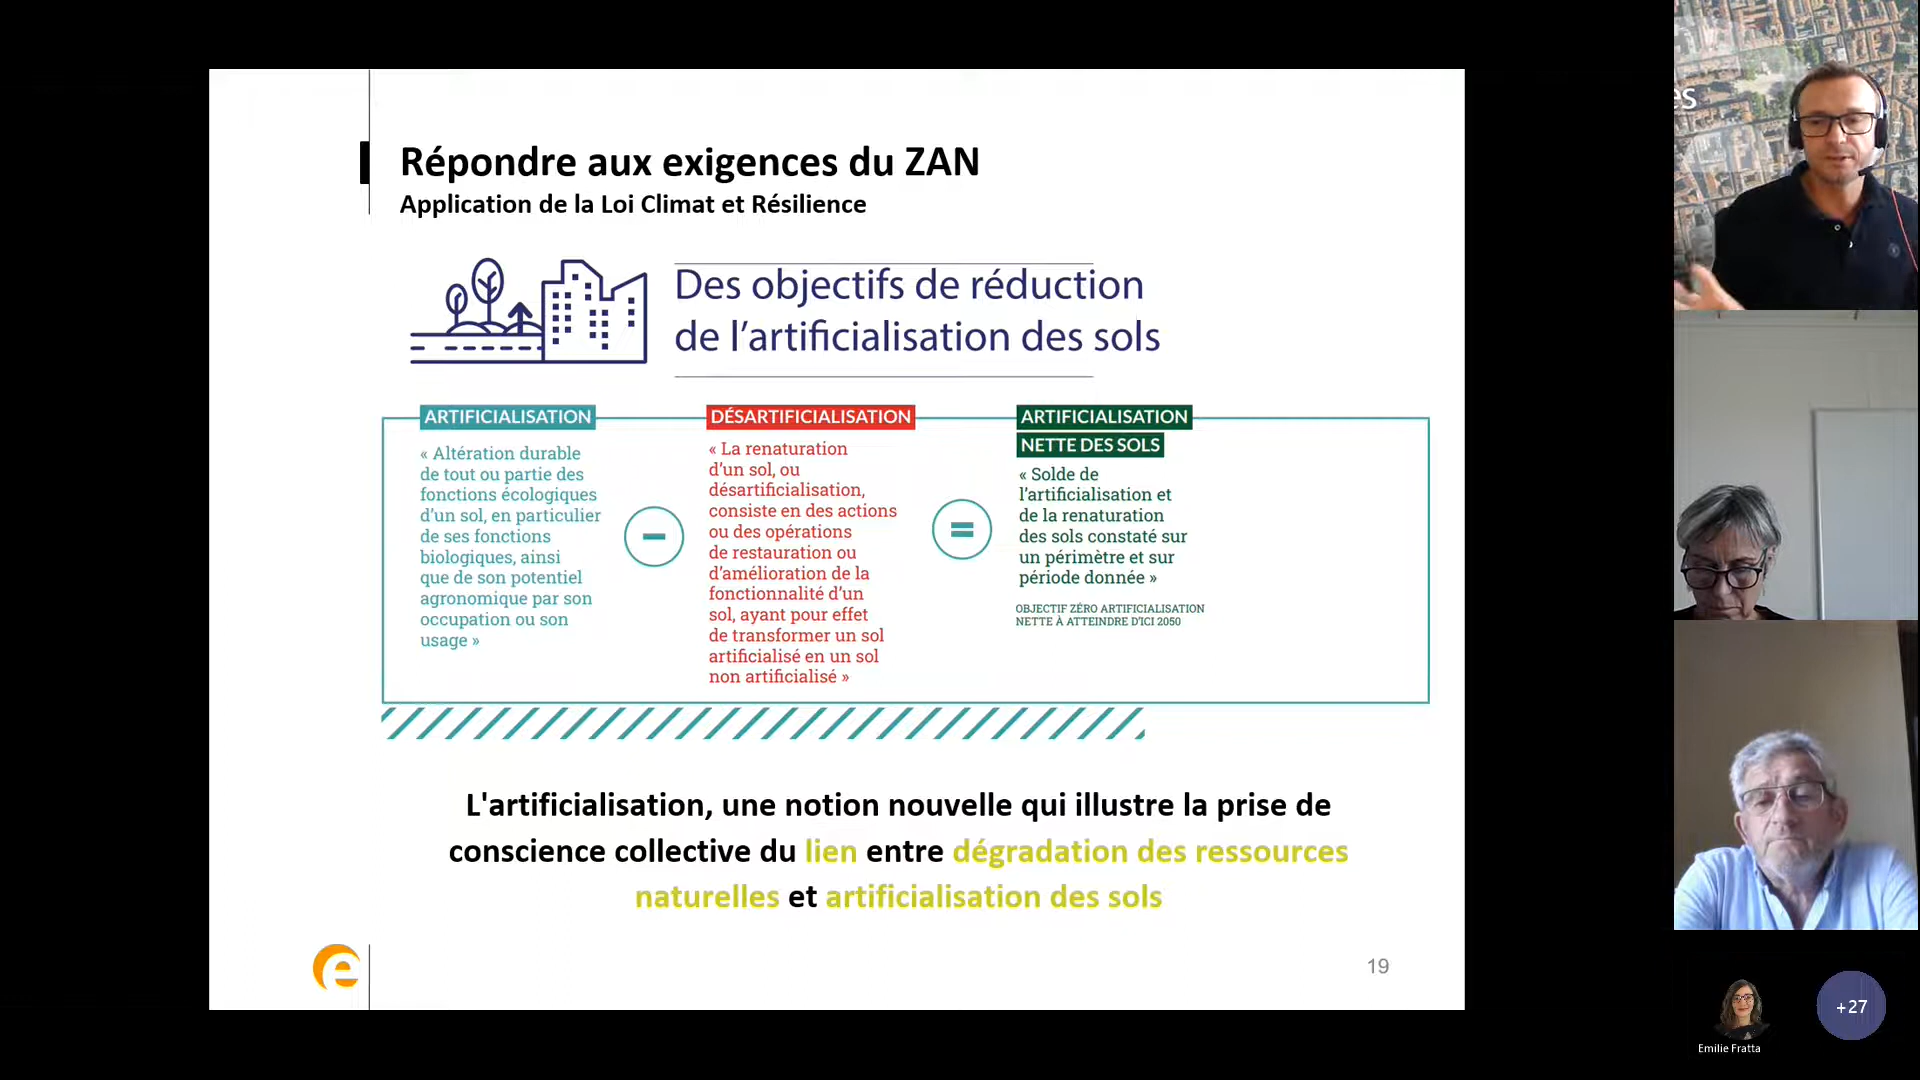 Répondre aux exigences du ZAN
Application de la Loi Climat et Résilience
Des objectifs de réduction
de l’artificialisation des sols
ARTIFICIALISATION
« Altération durable
de tout ou partie des
fonctions écologiques
d’un sol, en particulier
de ses fonctions
biologiques, ainsi
que de son potentiel
agronomique par son
occupation ou son
usage »
DÉSARTIFICIALISATION
« La renaturation
d’un sol, ou
désartificialisation,
consiste en des actions
ou des opérations
de restauration ou
d’amélioration de la
fonctionnalité d’un
sol, ayant pour effet
de transformer un sol
artificialisé en un sol
non artificialisé »
ARTIFICIALISATION
NETTE DES SOLS
« Solde de
l’artificialisation et
de la renaturation
des sols constaté sur
un périmètre et sur
période donnée »
OBJECTIF ZÉRO ARTIFICIALISATION
NETTE À ATTEINDRE D’ICI 2050
L'artificialisation, une notion nouvelle qui illustre la prise de
conscience collective du lien entre dégradation des ressources
naturelles et artificialisation des sols
e
19
es
+27
Emilie Fratta